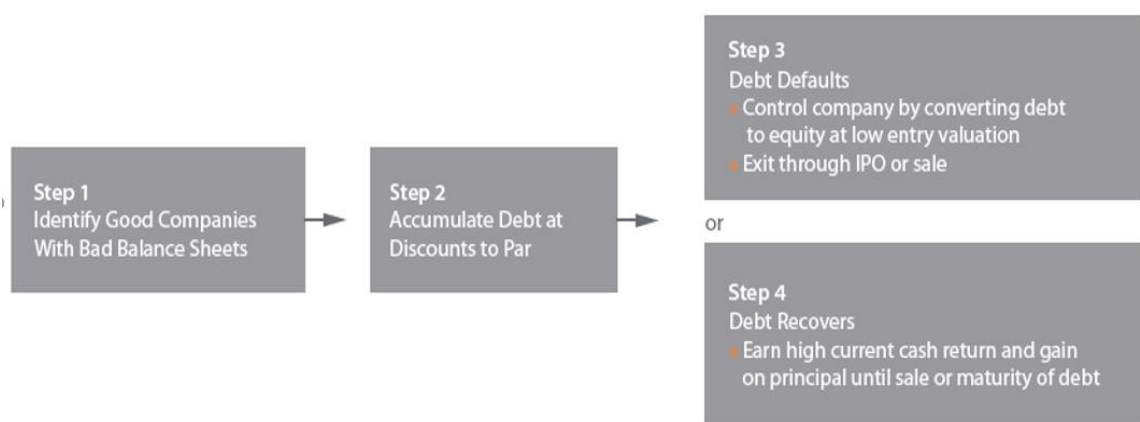 Step 1
Identify Good Companies
With Bad Balance Sheets
Step 2
Accumulate Debt at
Discounts to Par
Step 3
Debt Defaults
Control company by converting debt
to equity at low entry valuation
Exit through IPO or sale
or
Step 4
Debt Recovers
Earn high current cash return and gain
on principal until sale or maturity of debt